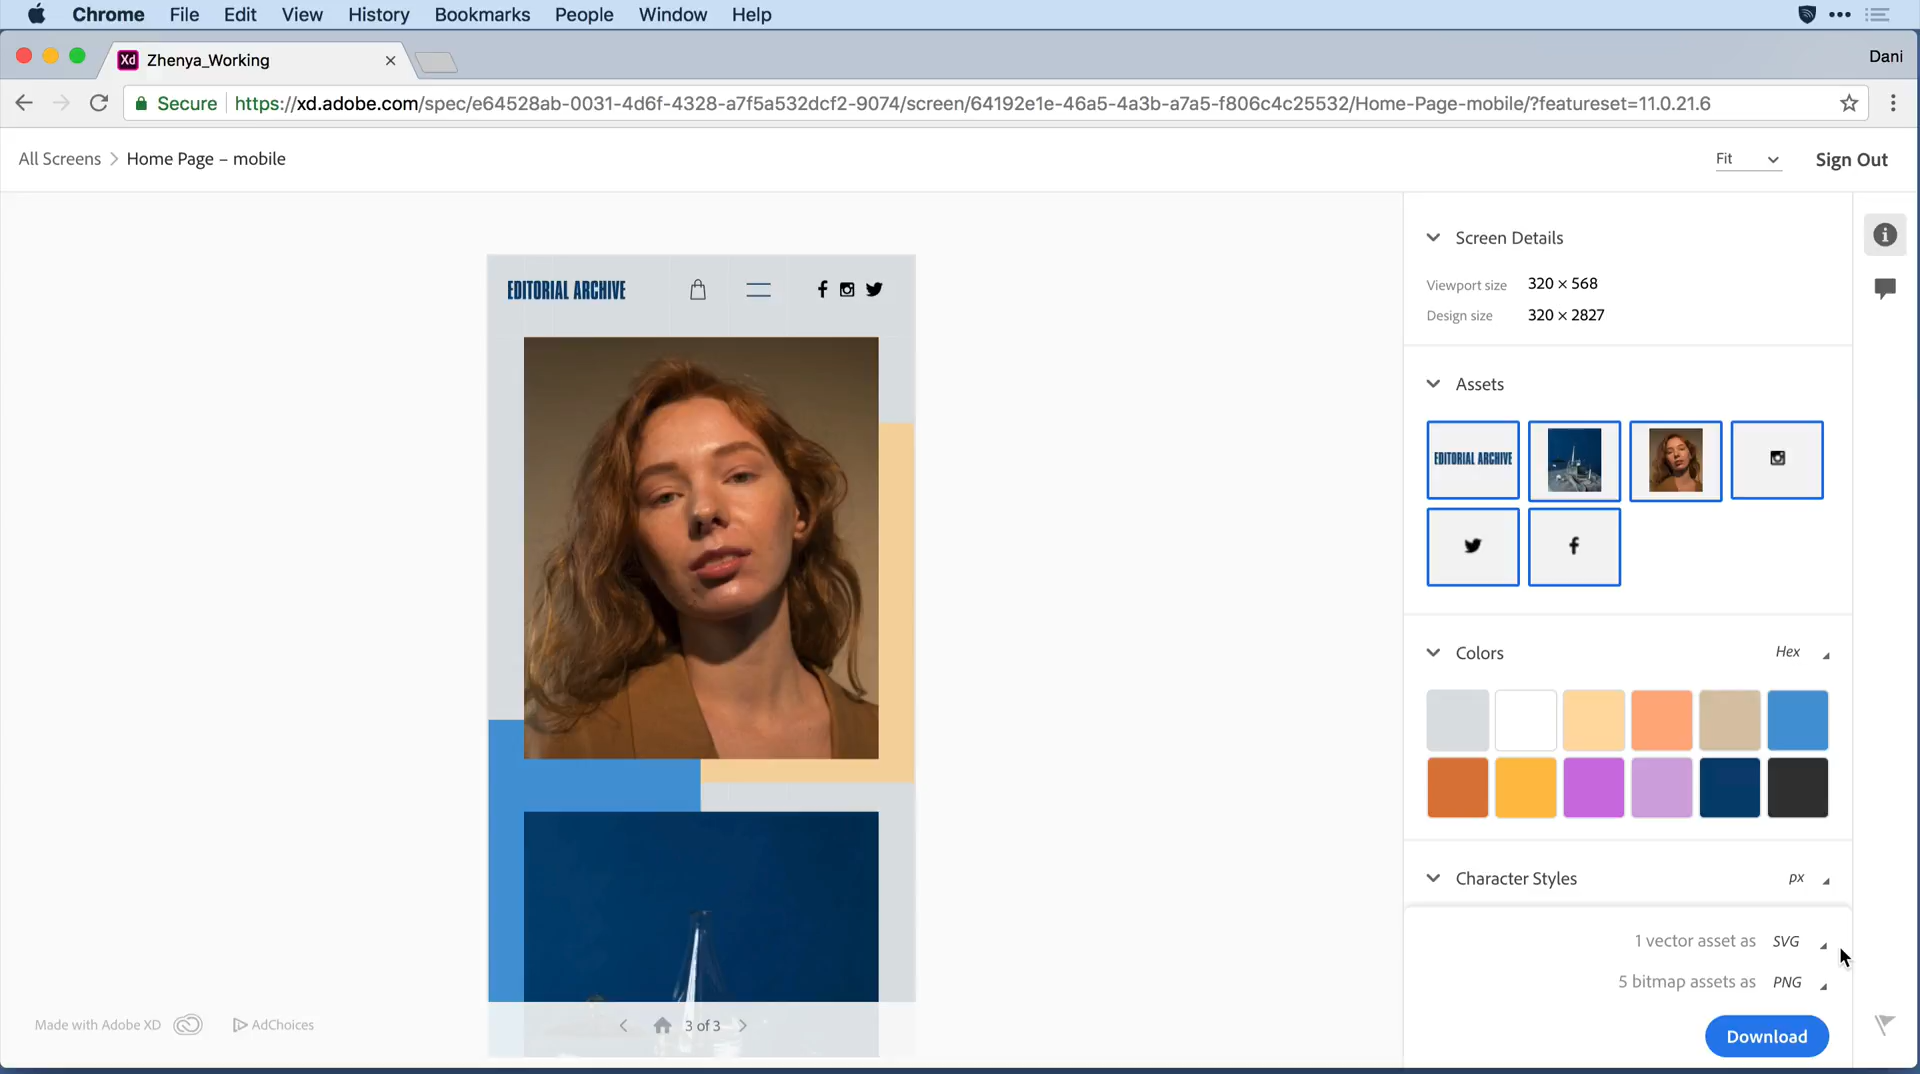 Chrome File Edit View History Bookmarks People Window Help
Xd Zhenya_Working
Dani
Secure https://xd.adobe.com/spec/e64528ab-0031-4d6f-4328-a7f5a532dcf2-9074/screen/64192e1e-46a5-4a3b-a7a5-f806c4c25532/Home-Page-mobile/?featureset=11.0.21.6
All Screens Home Page – mobile
Fit
Sign Out
EDITORIAL ARCHIVE
Screen Details
Viewport size 320 × 568
Design size 320 × 2827
Assets
EDITORIAL ARCHIVE
Colors Hex
Character Styles px
1 vector asset as SVG
5 bitmap assets as PNG
Download
Made with Adobe XD
AdChoices
3 of 3